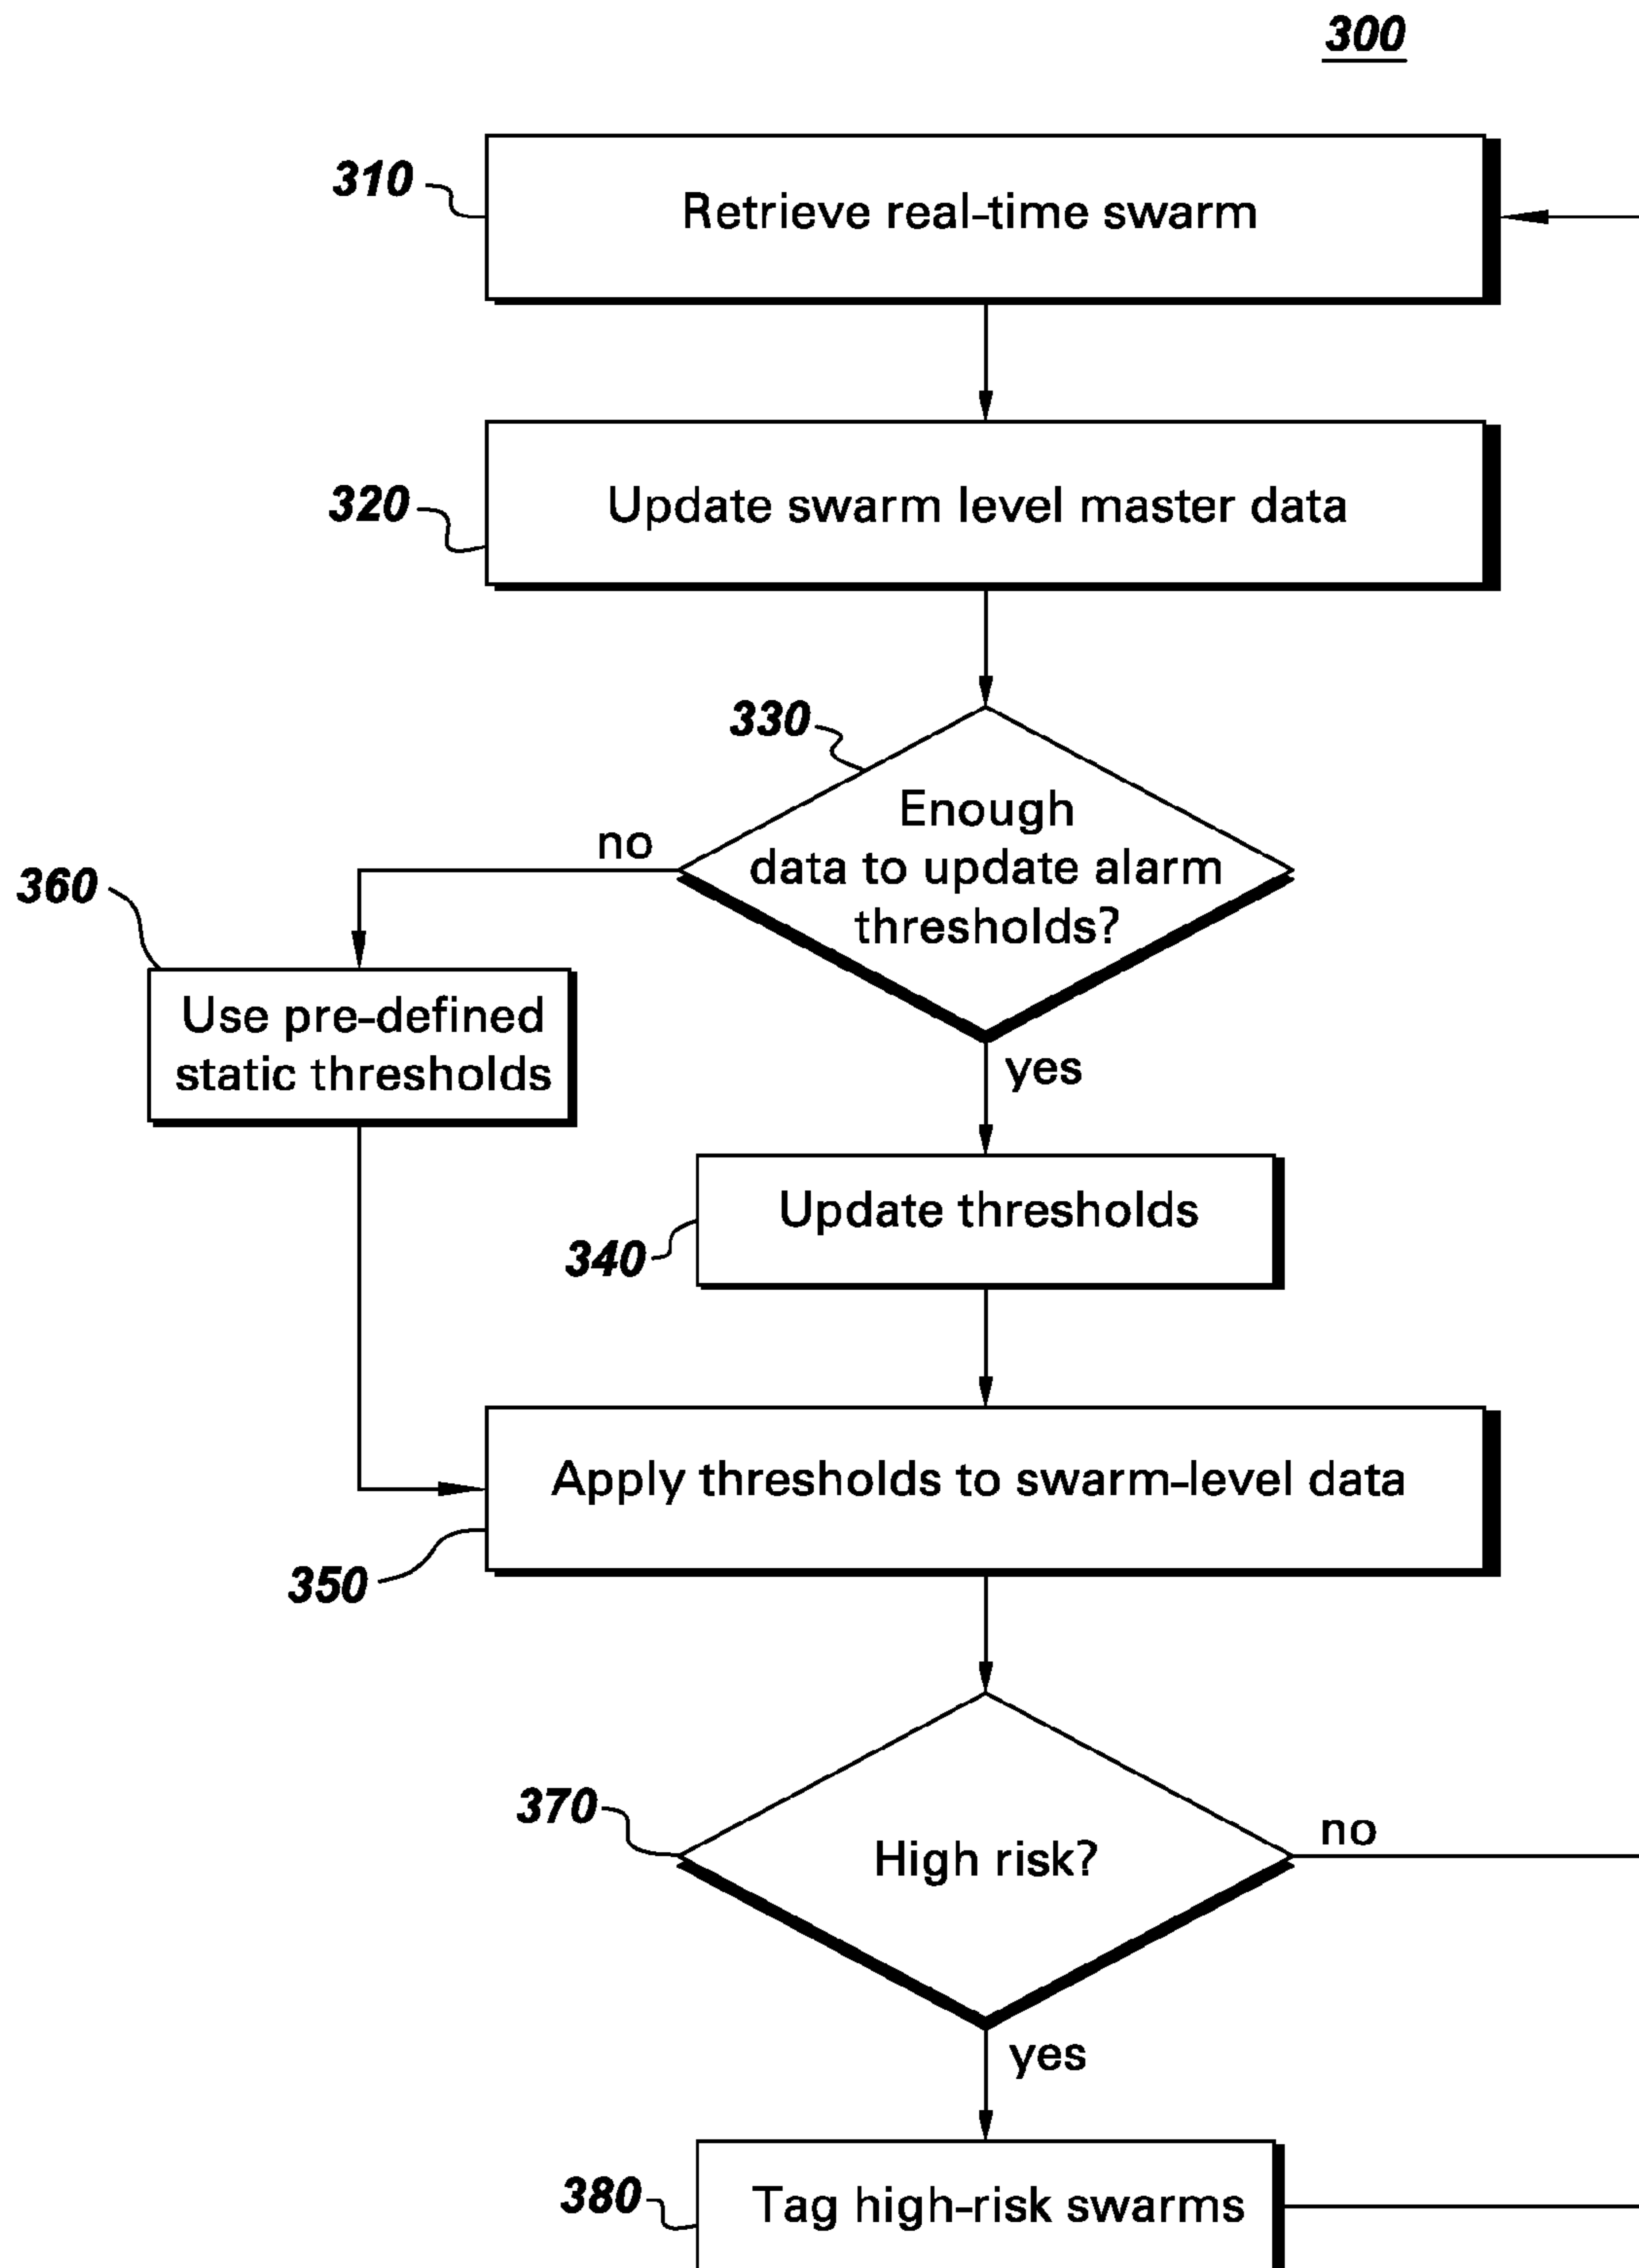 300
310
Retrieve real-time swarm
320
Update swarm level master data
330
Enough
data to update alarm
thresholds?
no
360
Use pre-defined
static thresholds
yes
Update thresholds
340
Apply thresholds to swarm-level data
350
370
High risk?
no
yes
380
Tag high-risk swarms